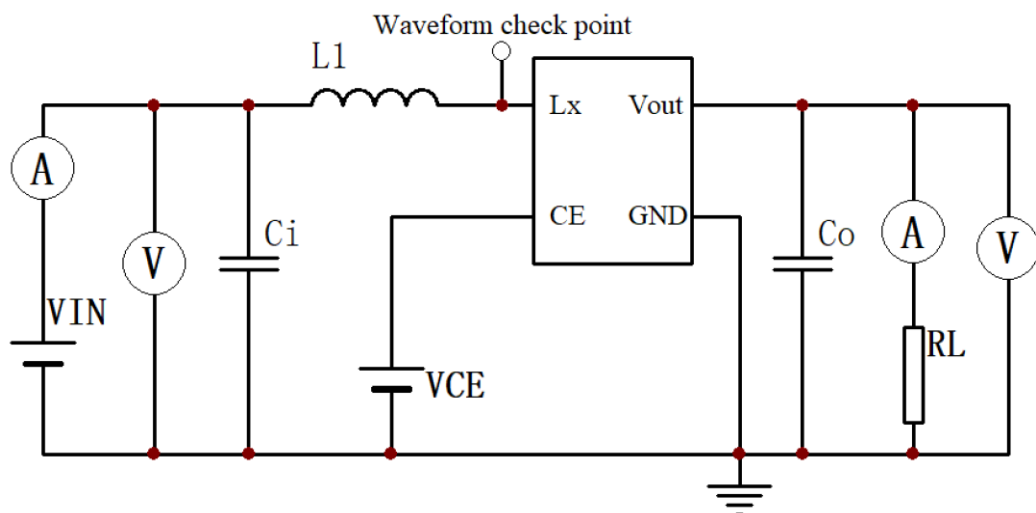 Waveform check point
L1
Lx
Vout
A
CE
GND
Ci
Co
A
V
V
VIN
RL
VCE